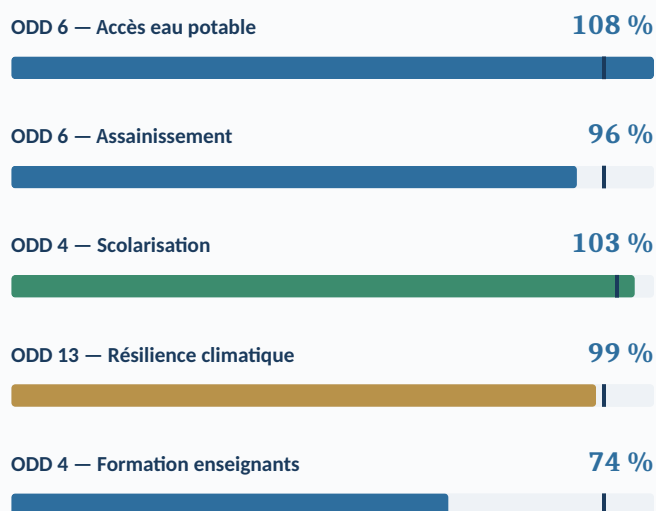 ODD 6 — Accès eau potable 108 %
ODD 6 — Assainissement 96 %
ODD 4 — Scolarisation 103 %
ODD 13 — Résilience climatique 99 %
ODD 4 — Formation enseignants 74 %